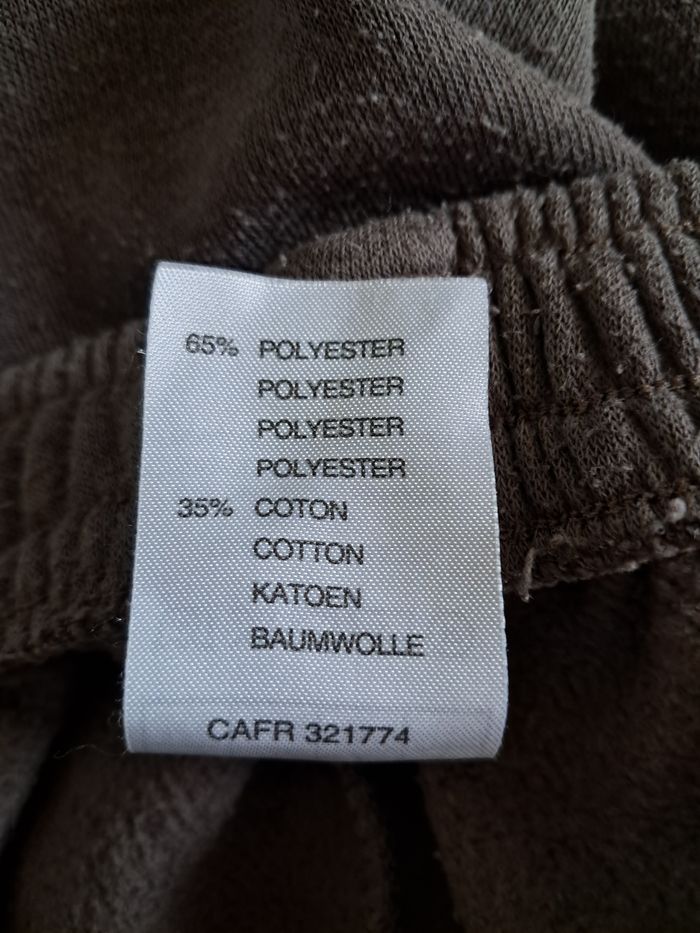 65% POLYESTER
POLYESTER
POLYESTER
POLYESTER
35% COTON
COTTON
KATOEN
BAUMWOLLE
CAFR 321774